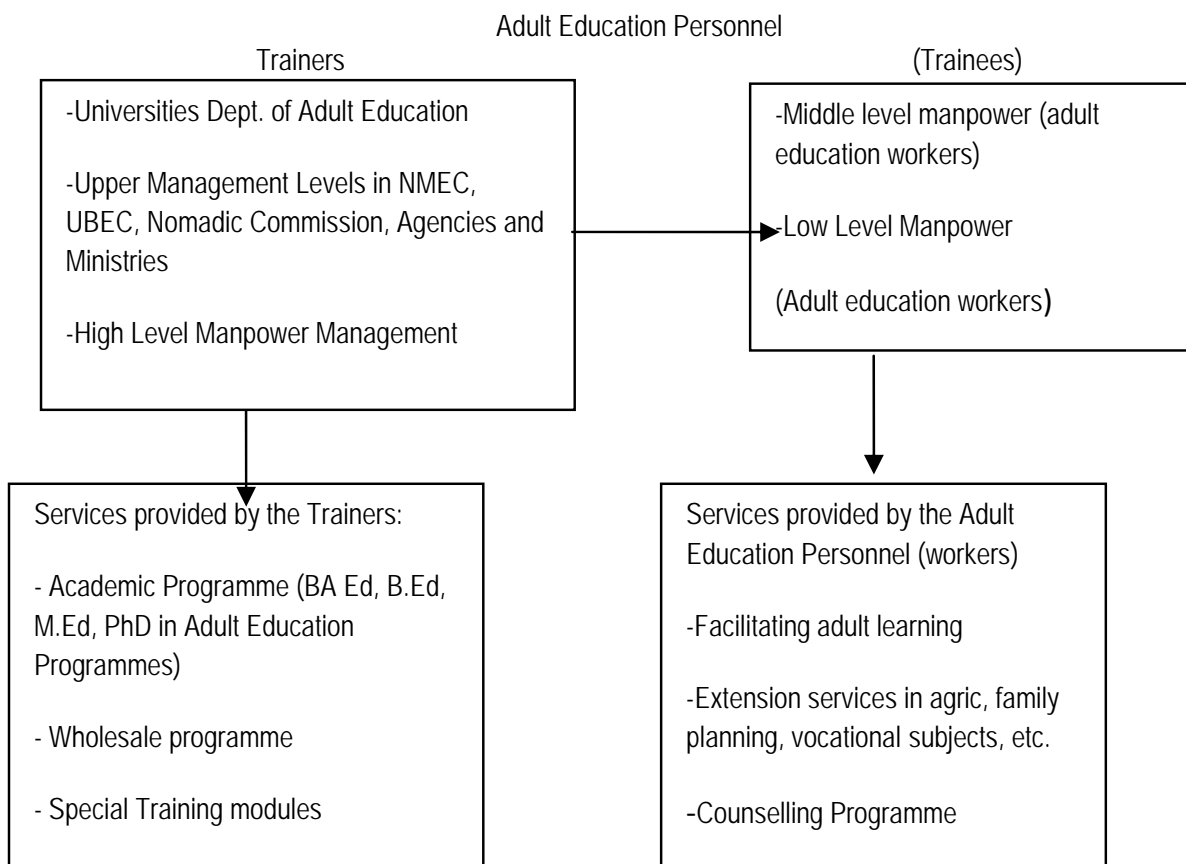 Adult Education Personnel
Trainers
(Trainees)
-Universities Dept. of Adult Education
-Upper Management Levels in NMEC,
UBEC, Nomadic Commission, Agencies and
Ministries
-High Level Manpower Management
-Middle level manpower (adult
education workers)
-Low Level Manpower
(Adult education workers)
Services provided by the Trainers:
- Academic Programme (BA Ed, B.Ed,
M.Ed, PhD in Adult Education
Programmes)
- Wholesale programme
- Special Training modules
Services provided by the Adult
Education Personnel (workers)
-Facilitating adult learning
-Extension services in agric, family
planning, vocational subjects, etc.
-Counselling Programme